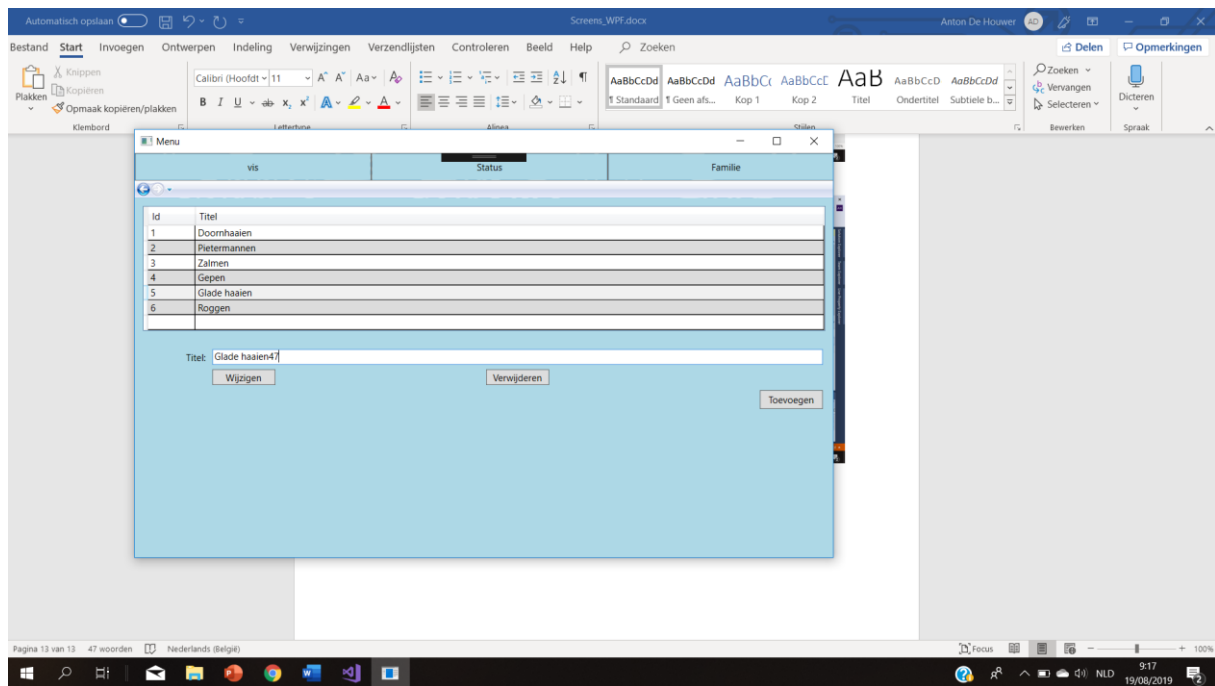 Automatisch opslaan Screens_WPF.docx Anton De Houwer AD
Bestand Start Invoegen Ontwerpen Indeling Verwijzingen Verzendlijsten Controleren Beeld Help Zoeken Delen Opmerkingen
Plakken
Knippen
Kopiëren
Opmaak kopiëren/plakken
Klembord
Calibri (Hoofdt 11
B I U ab x₂ x² A A
Lettertype
Alinea
AaBbCcDd AaBbCcDd AaBbCc AaBbCcE AaB AaBbCcD AaBbCcDd
¶ Standaard ¶ Geen afs... Kop 1 Kop 2 Titel Ondertitel Subtiele b...
Stijlen
Zoeken
Vervangen
Selecteren
Bewerken
Dicteren
Spraak
Menu
vis Status Familie
Id Titel
1 Doornhaaien
2 Pietermannen
3 Zalmen
4 Gepen
5 Glade haaien
6 Roggen
Titel: Glade haaien47
Wijzigen Verwijderen
Toevoegen
Pagina 13 van 13 47 woorden Nederlands (België) Focus 100%
NLD 9:17
19/08/2019